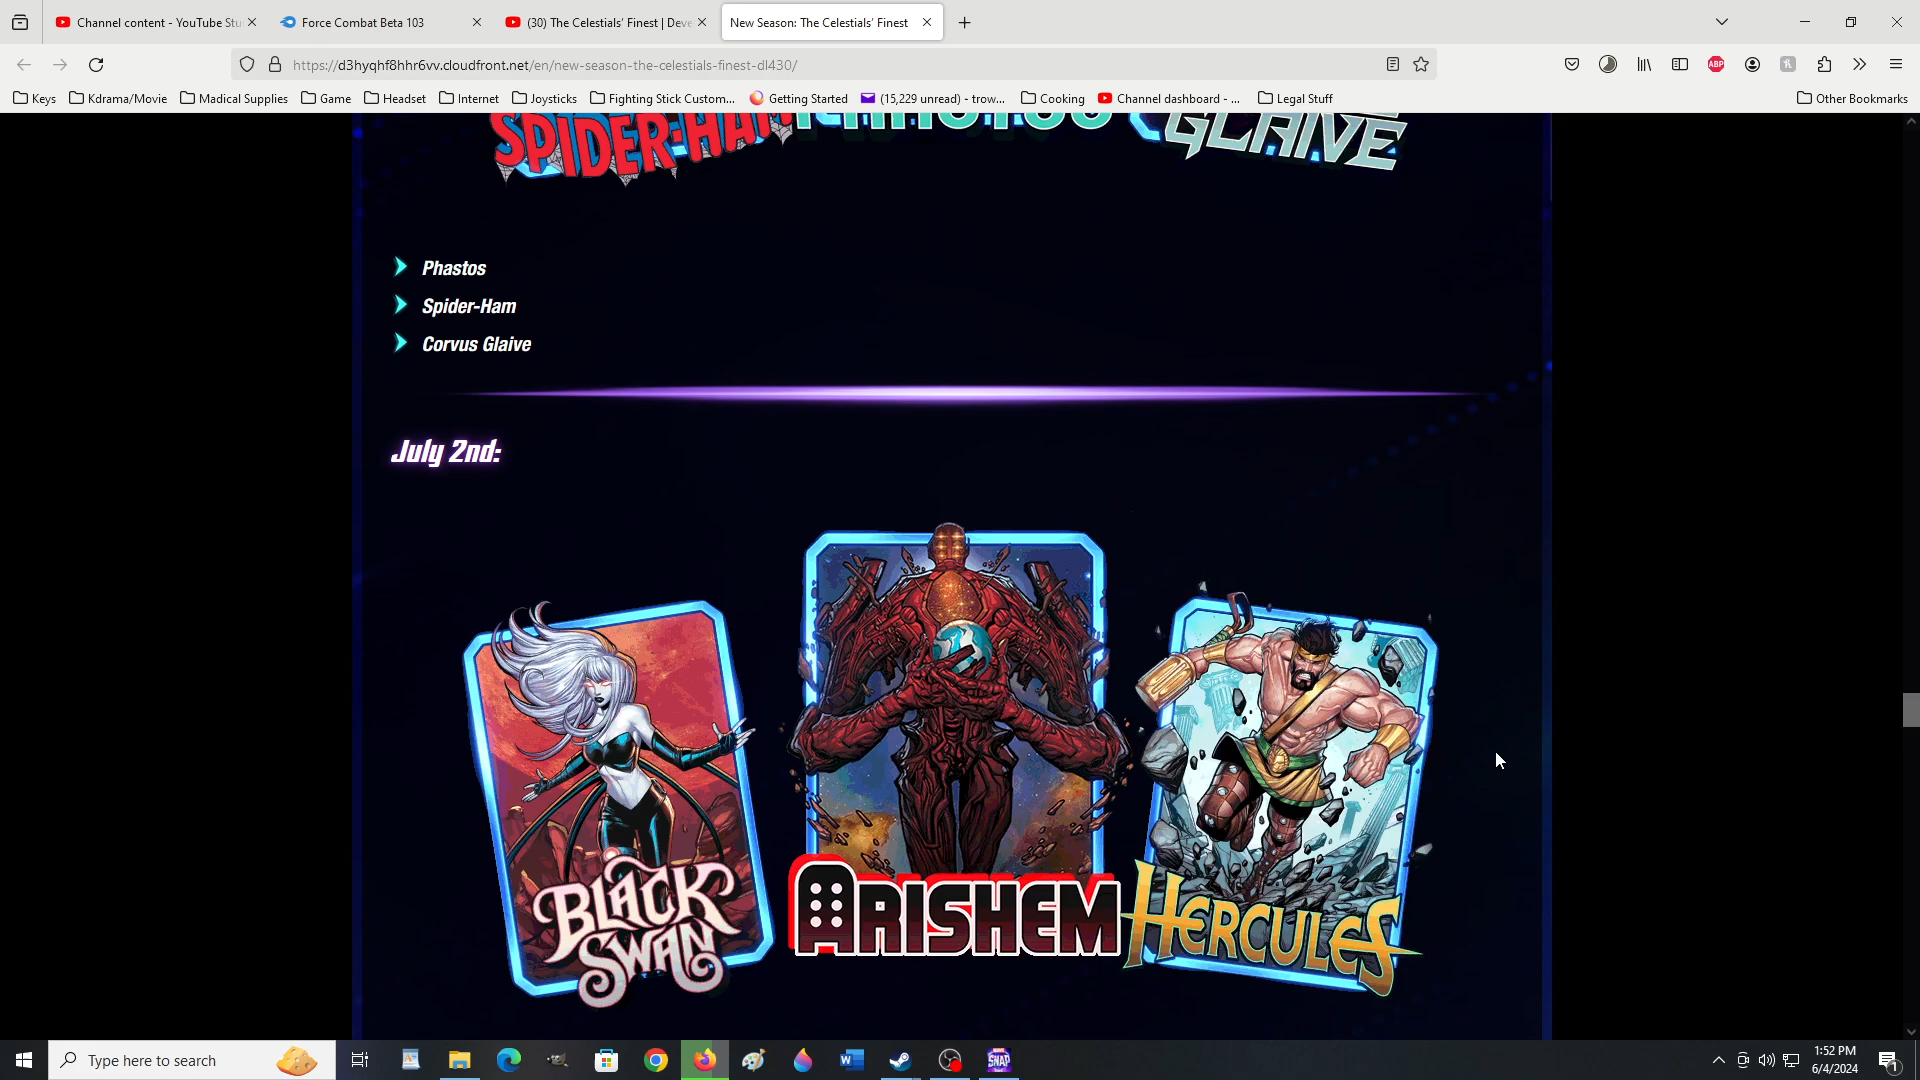 Channel content - YouTube Stu
Force Combat Beta 103
(30) The Celestials' Finest | Deve
New Season: The Celestials' Finest
https://d3hyqhf8hhr6vv.cloudfront.net/en/new-season-the-celestials-finest-dl430/
ABP
Keys
Kdrama/Movie
Madical Supplies
Game
Headset
Internet
Joysticks
Fighting Stick Custom...
Getting Started
(15,229 unread) - trow...
Cooking
Channel dashboard - ...
Legal Stuff
Other Bookmarks
SPIDER-HAM
GLAIVE
Phastos
Spider-Ham
Corvus Glaive
July 2nd:
BLACK SWAN
ARISHEM
HERCULES
Type here to search
W
SNAP
1:52 PM
6/4/2024
1